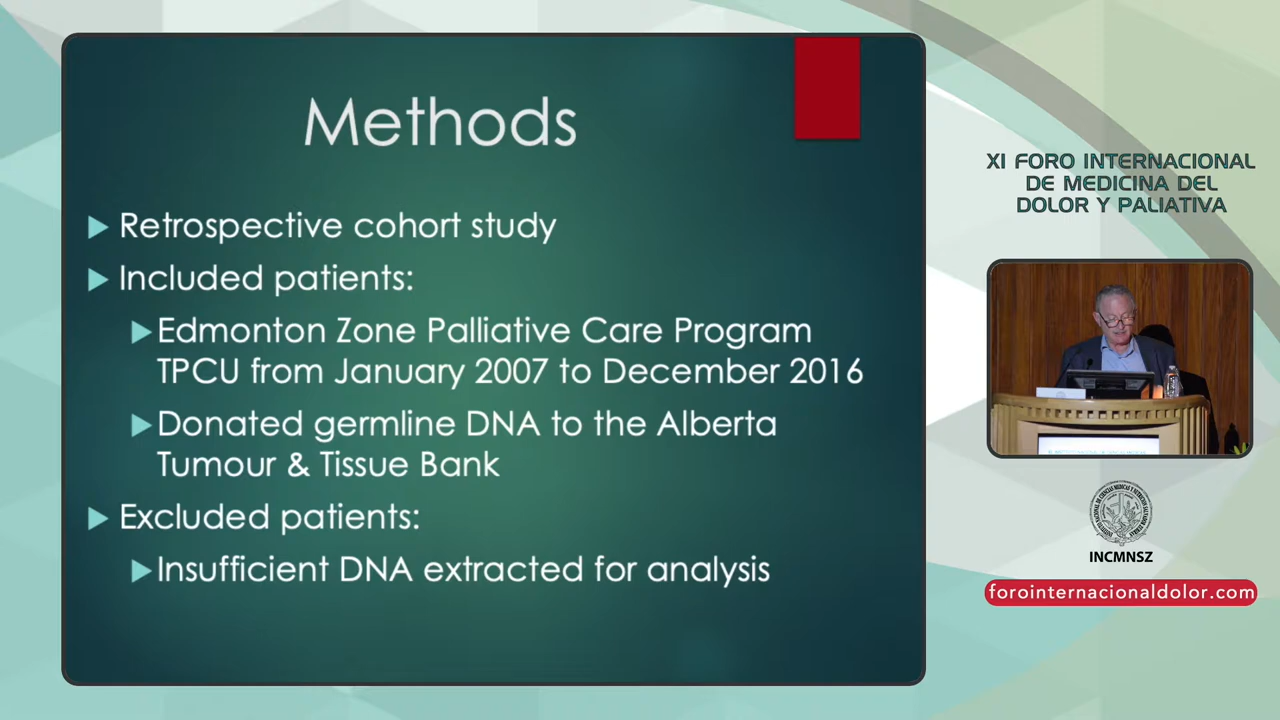 Methods
Retrospective cohort study
Included patients:
Edmonton Zone Palliative Care Program
TPCU from January 2007 to December 2016
Donated germline DNA to the Alberta
Tumour & Tissue Bank
Excluded patients:
Insufficient DNA extracted for analysis
XI FORO INTERNACIONAL
DE MEDICINA DEL
DOLOR Y PALIATIVA
INCMNSZ
forointernacionaldolor.com